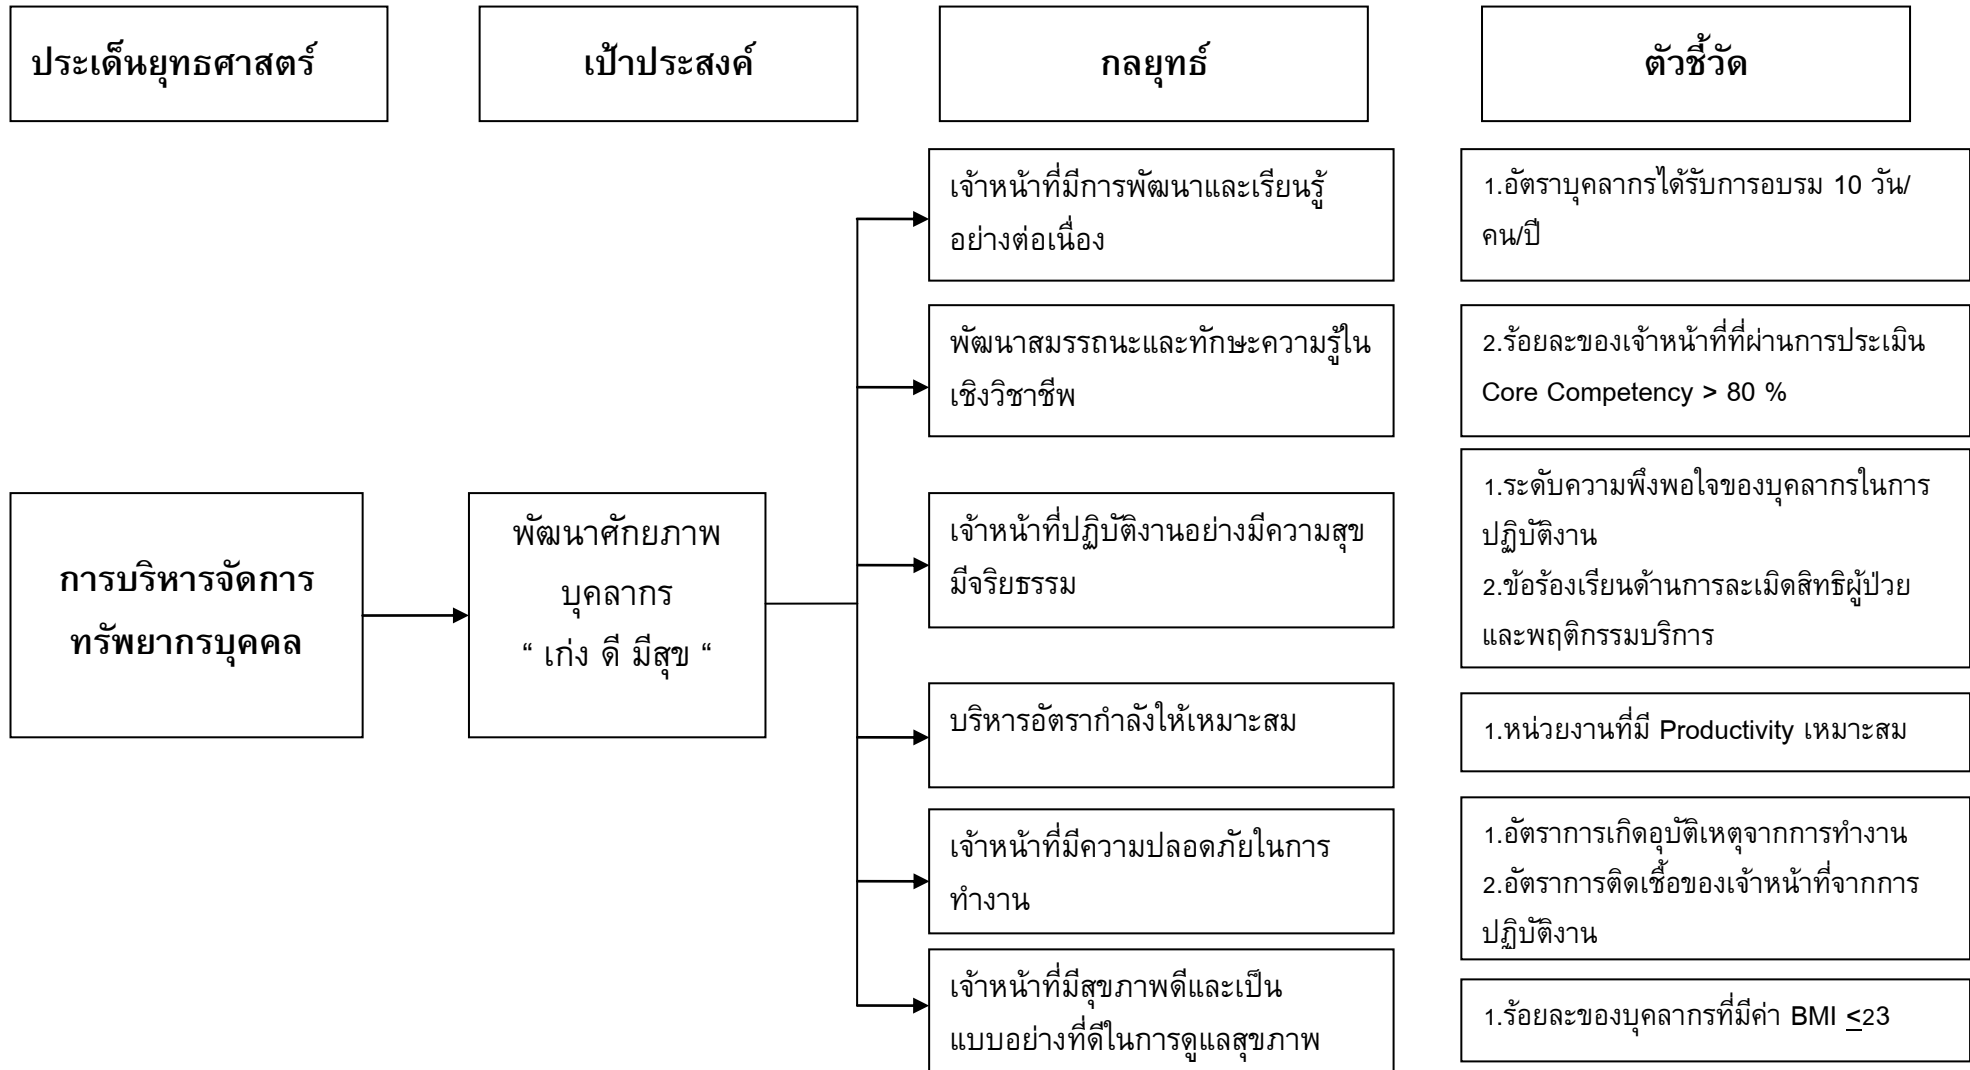 ประเด็นยุทธศาสตร์
เป้าประสงค์
กลยุทธ์
ตัวชี้วัด
การบริหารจัดการ
ทรัพยากรบุคคล
พัฒนาศักยภาพ
บุคลากร
“ เก่ง ดี มีสุข “
เจ้าหน้าที่มีการพัฒนาและเรียนรู้
อย่างต่อเนื่อง
1.อัตราบุคลากรได้รับการอบรม 10 วัน/
คน/ปี
พัฒนาสมรรถนะและทักษะความรู้ใน
เชิงวิชาชีพ
2.ร้อยละของเจ้าหน้าที่ที่ผ่านการประเมิน
Core Competency > 80 %
เจ้าหน้าที่ปฏิบัติงานอย่างมีความสุข
มีจริยธรรม
1.ระดับความพึงพอใจของบุคลากรในการ
ปฏิบัติงาน
2.ข้อร้องเรียนด้านการละเมิดสิทธิผู้ป่วย
และพฤติกรรมบริการ
บริหารอัตรากำลังให้เหมาะสม
1.หน่วยงานที่มี Productivity เหมาะสม
เจ้าหน้าที่มีความปลอดภัยในการ
ทำงาน
1.อัตราการเกิดอุบัติเหตุจากการทำงาน
2.อัตราการติดเชื้อของเจ้าหน้าที่จากการ
ปฏิบัติงาน
เจ้าหน้าที่มีสุขภาพดีและเป็น
แบบอย่างที่ดีในการดูแลสุขภาพ
1.ร้อยละของบุคลากรที่มีค่า BMI <23